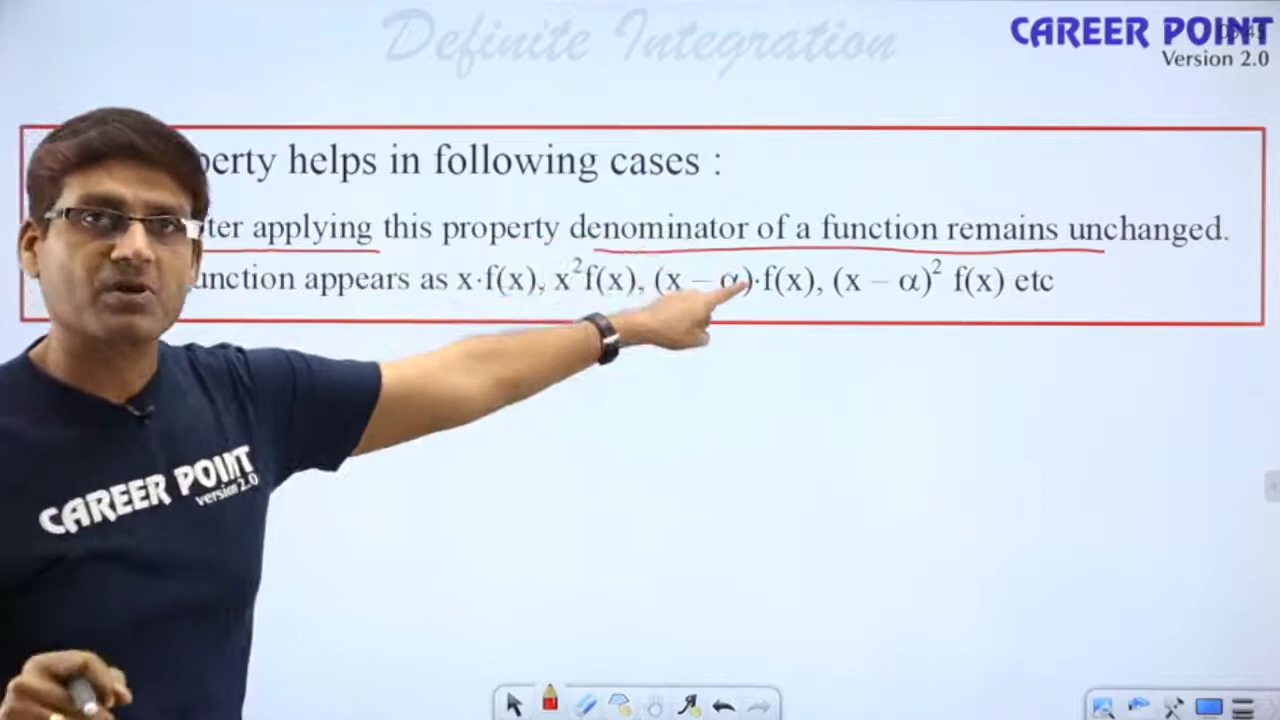 Definite Integration
CAREER POINT
Version 2.0
perty helps in following cases :
ter applying this property denominator of a function remains unchanged.
unction appears as x·f(x), x²f(x), (x – α)·f(x), (x – α)² f(x) etc
CAREER POINT
version 2.0